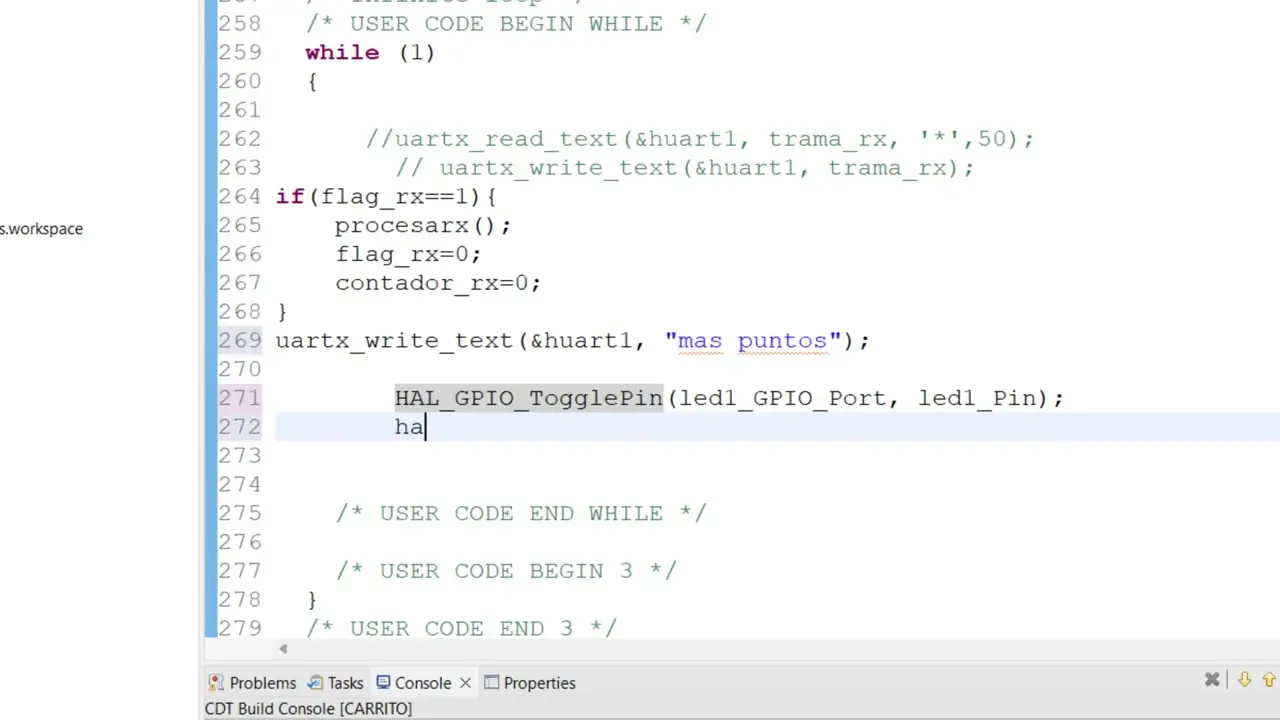 258 /* USER CODE BEGIN WHILE */
259 while (1)
260 {
261
262 //uartx_read_text(&huart1, trama_rx, '*',50);
263 // uartx_write_text(&huart1, trama_rx);
264 if(flag_rx==1){
265 procesarx();
s.workspace
266 flag_rx=0;
267 contador_rx=0;
268 }
269 uartx_write_text(&huart1, "mas puntos");
270
271 HAL_GPIO_TogglePin(led1_GPIO_Port, led1_Pin);
272 ha
273
274
275 /* USER CODE END WHILE */
276
277 /* USER CODE BEGIN 3 */
278 }
279 /* USER CODE END 3 */
Problems Tasks Console Properties
CDT Build Console [CARRITO]